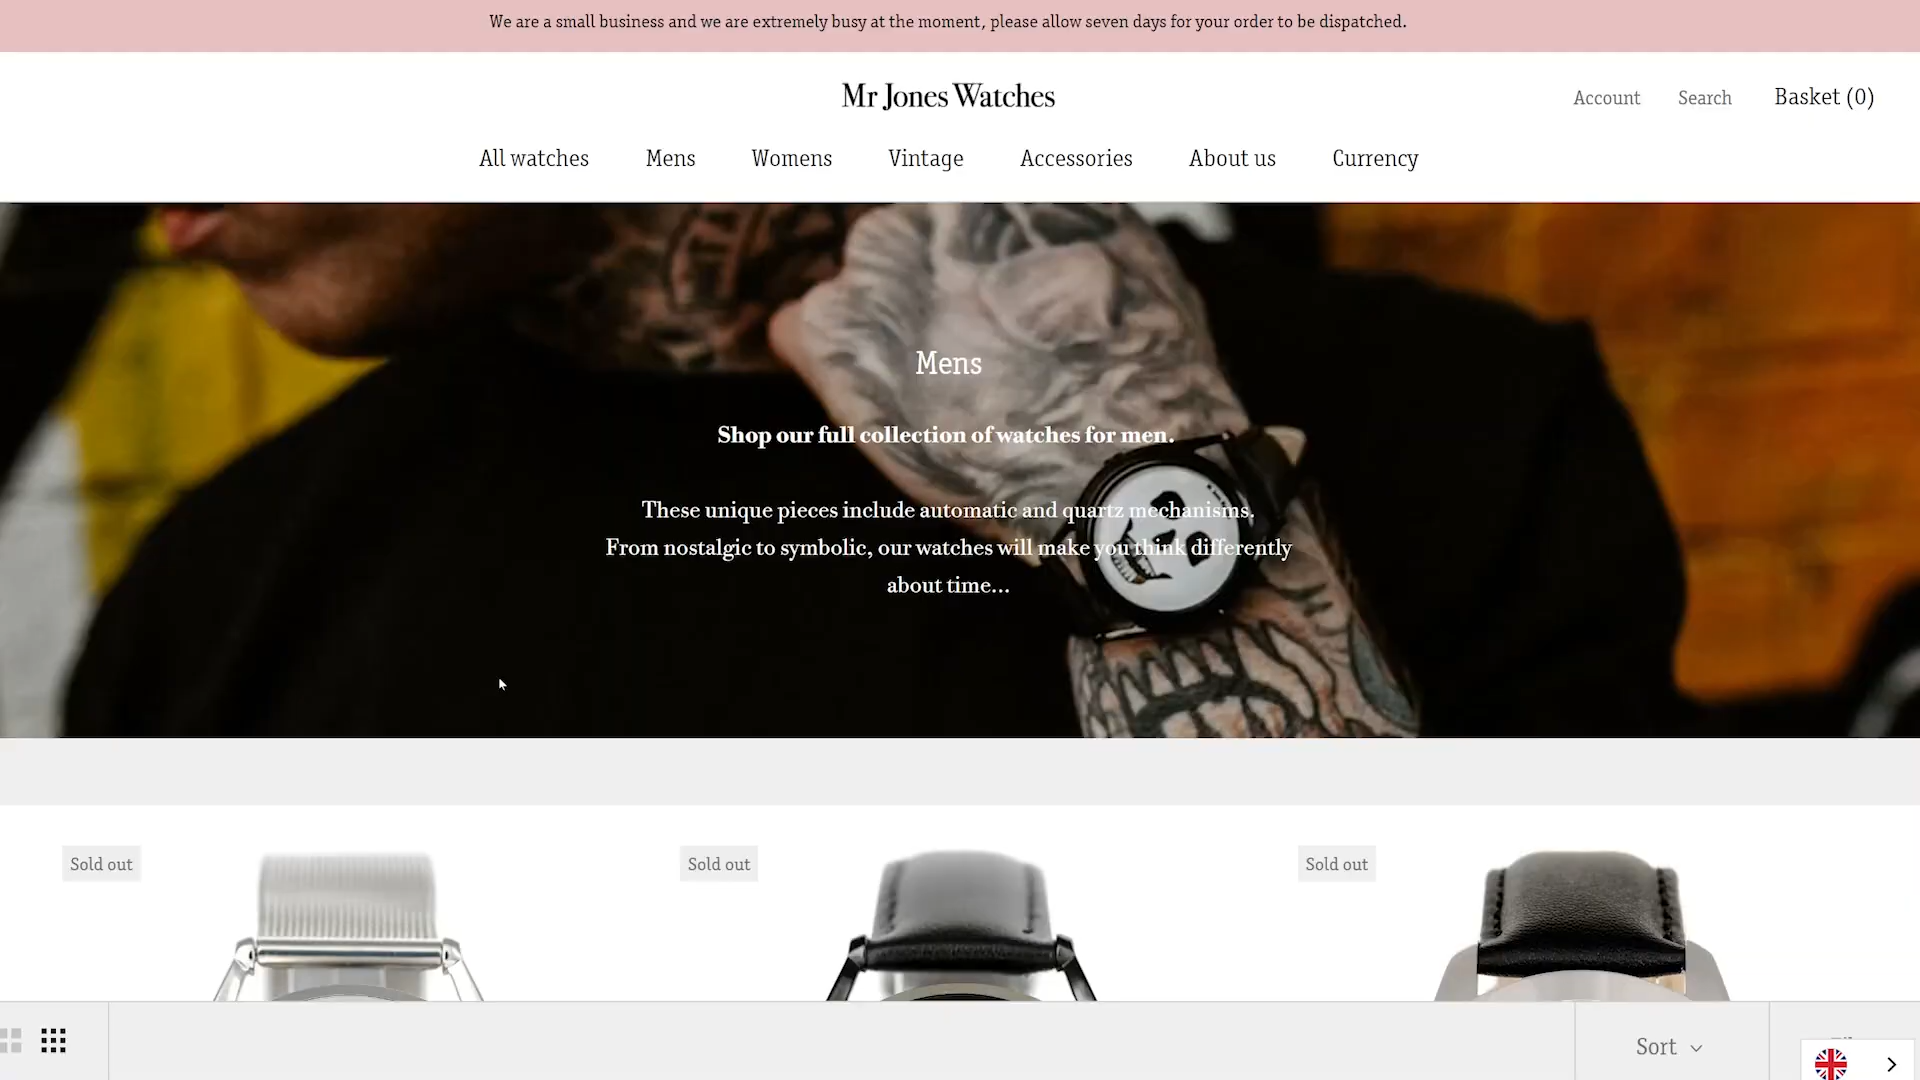 We are a small business and we are extremely busy at the moment, please allow seven days for your order to be dispatched.
Mr Jones Watches
Account Search Basket (0)
All watches Mens Womens Vintage Accessories About us Currency
Mens
Shop our full collection of watches for men.
These unique pieces include automatic and quartz mechanisms.
From nostalgic to symbolic, our watches will make you think differently
about time...
Sold out Sold out Sold out
Sort